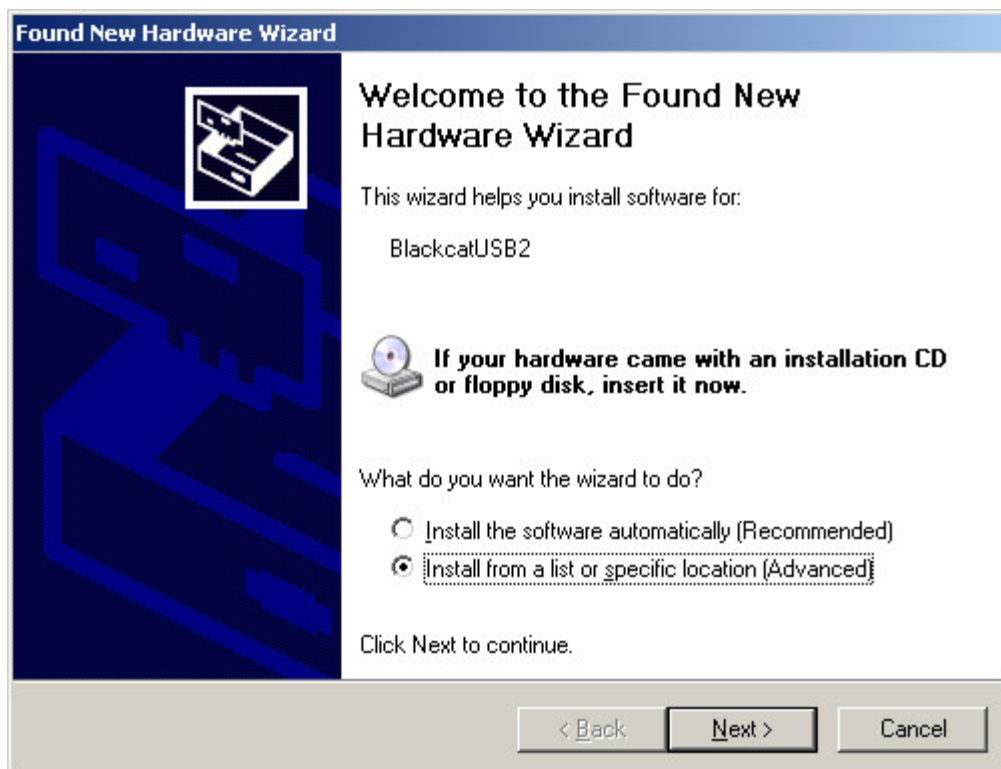 Found New Hardware Wizard
Welcome to the Found New
Hardware Wizard
This wizard helps you install software for:
BlackcatUSB2
If your hardware came with an installation CD
or floppy disk, insert it now.
What do you want the wizard to do?
Install the software automatically (Recommended)
Install from a list or specific location (Advanced)
Click Next to continue.
< Back
Next >
Cancel